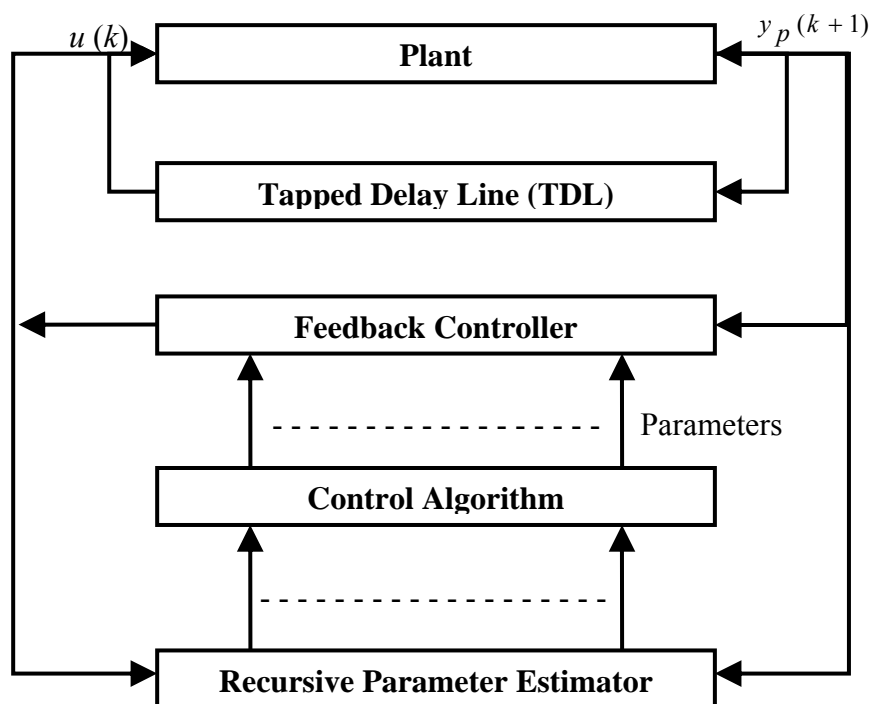 u (k)
y p (k + 1)
Plant
Tapped Delay Line (TDL)
Feedback Controller
Parameters
Control Algorithm
Recursive Parameter Estimator